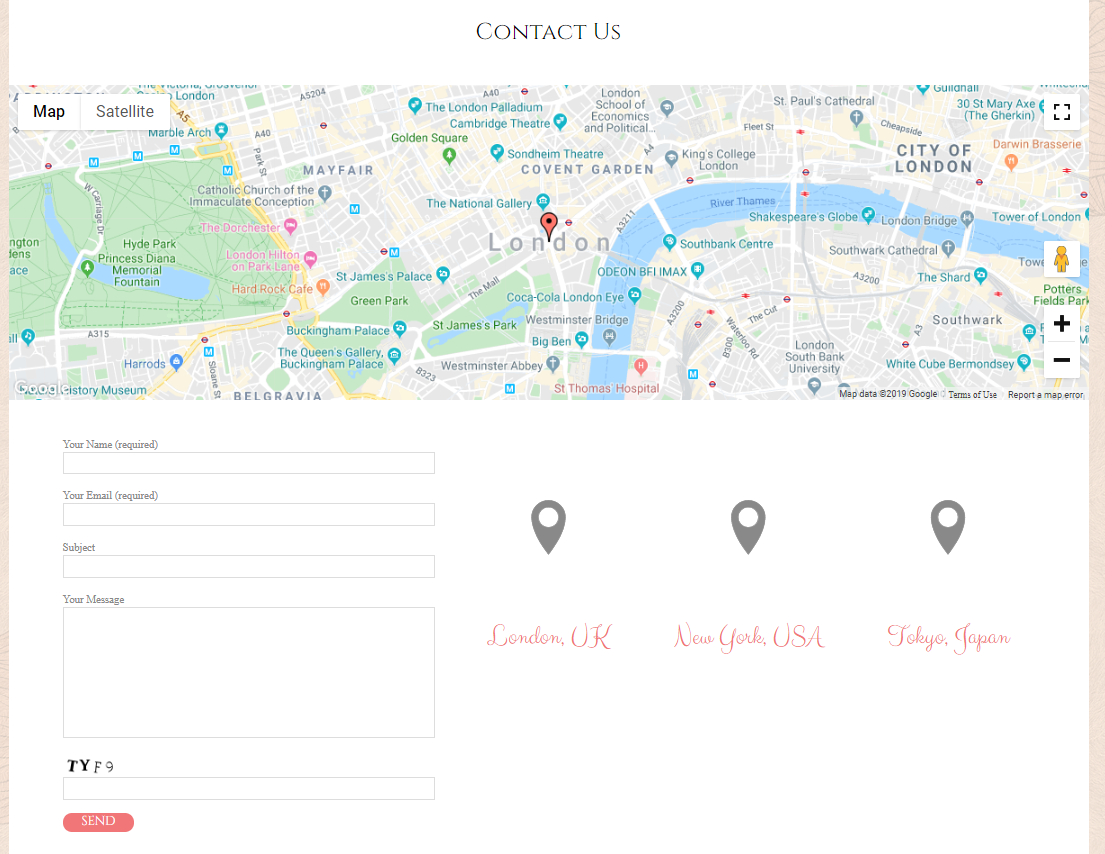 Contact Us
London
Map
Satellite
A5204
A40
The London Palladium
Cambridge Theatre
London
School of
Economics
and Political...
St. Paul's Cathedral
Guildhall
30 St Mary Axe
(The Gherkin)
A5
Marble Arch
A40
Park St
Golden Square
Sondheim Theatre
COVENT GARDEN
A4
King's College
London
Fleet St
Cheapside
CITY OF
LONDON
Darwin Brasserie
MAYFAIR
W Carriage Dr
Catholic Church of the
Immaculate Conception
The National Gallery
A3211
River Thames
Shakespeare's Globe
London Bridge
Tower of London
The Dorchester
London
Southbank Centre
Southwark Cathedral
Hyde Park
Princess Diana
Memorial
Fountain
London Hilton
on Park Lane
Hard Rock Cafe
St James's Palace
Green Park
The Mall
ODEON BFI IMAX
Coca-Cola London Eye
A3200
A3200
The Shard
Potters
Fields Park
A315
Buckingham Palace
St James's Park
Westminster Bridge
Big Ben
The Cut
Waterloo Rd
B300
Southwark
Harrods
Sloane St
The Queen's Gallery,
Buckingham Palace
B323
Westminster Abbey
London
South Bank
University
White Cube Bermondsey
Google
History Museum
BELGRAVIA
St Thomas' Hospital
Map data ©2019 Google
Terms of Use
Report a map error
Your Name (required)
Your Email (required)
Subject
Your Message
London, UK
New York, USA
Tokyo, Japan
TYF9
SEND